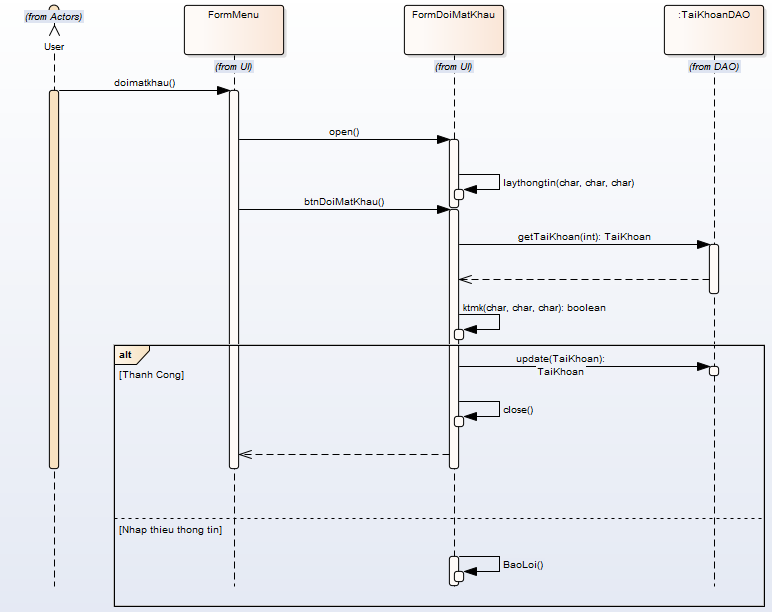 (from Actors)
User
FormMenu
(from UI)
FormDoiMatKhau
(from UI)
:TaiKhoanDAO
(from DAO)
doimatkhau()
open()
laythongtin(char, char, char)
btnDoiMatKhau()
getTaiKhoan(int): TaiKhoan
ktmk(char, char, char): boolean
alt
[Thanh Cong]
update(TaiKhoan):
TaiKhoan
close()
[Nhap thieu thong tin]
BaoLoi()